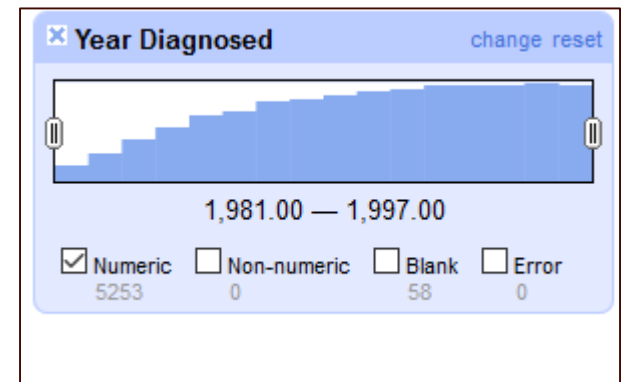 Year Diagnosed change reset
1,981.00 — 1,997.00
Numeric Non-numeric Blank Error
5253 0 58 0